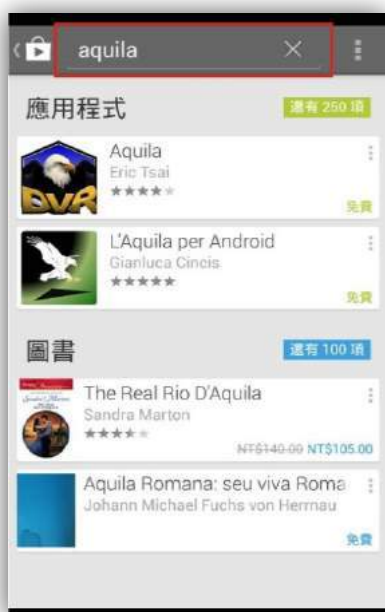 aquila
應用程式
還有 250 項
Aquila
Eric Tsai
免費
DVR
L'Aquila per Android
Gianluca Cincis
免費
圖書
還有 100 項
The Real Rio D'Aquila
Sandra Marton
NT$140.00 NT$105.00
Aquila Romana: seu viva Roma
Johann Michael Fuchs von Herrnau
免費